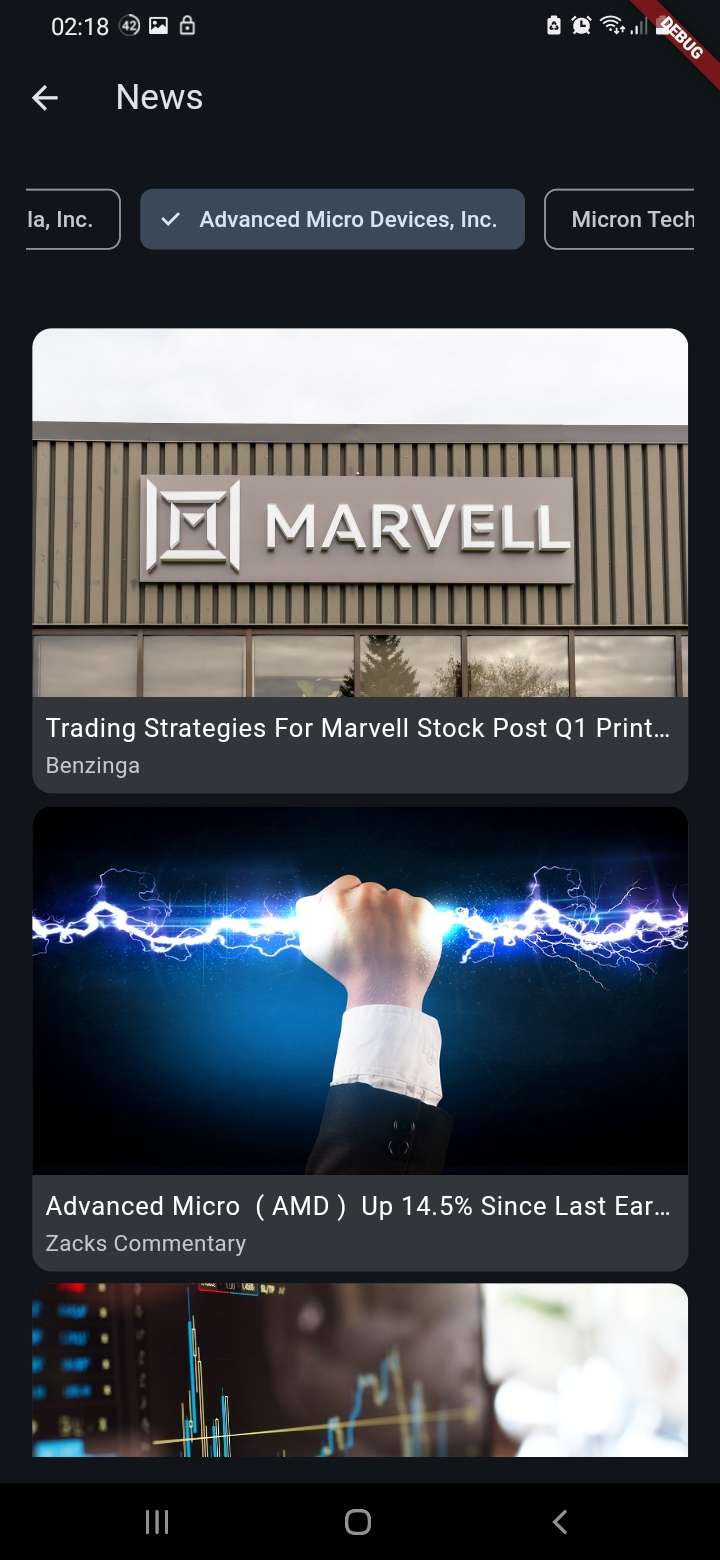 02:18
42
DEBUG
News
la, Inc.
Advanced Micro Devices, Inc.
Micron Tech
MARVELL
Trading Strategies For Marvell Stock Post Q1 Print…
Benzinga
Advanced Micro ( AMD ) Up 14.5% Since Last Ear…
Zacks Commentary